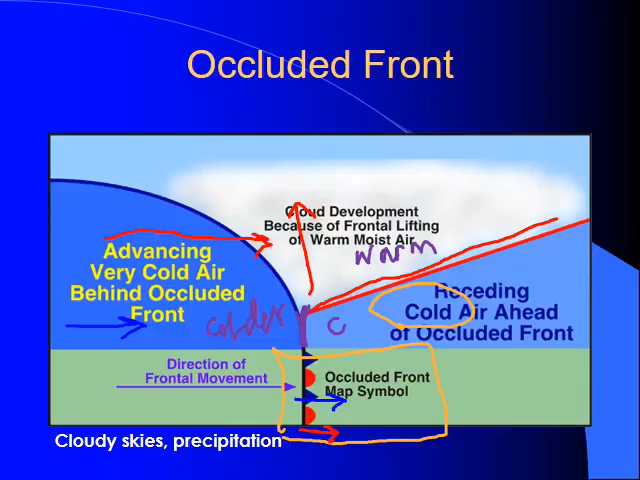 Occluded Front
Cloud Development
Because of Frontal Lifting
of Warm Moist Air
warm
Advancing
Very Cold Air
Behind Occluded
Front
colder
C
Receding
Cold Air Ahead
of Occluded Front
Direction of
Frontal Movement
Occluded Front
Map Symbol
Cloudy skies, precipitation